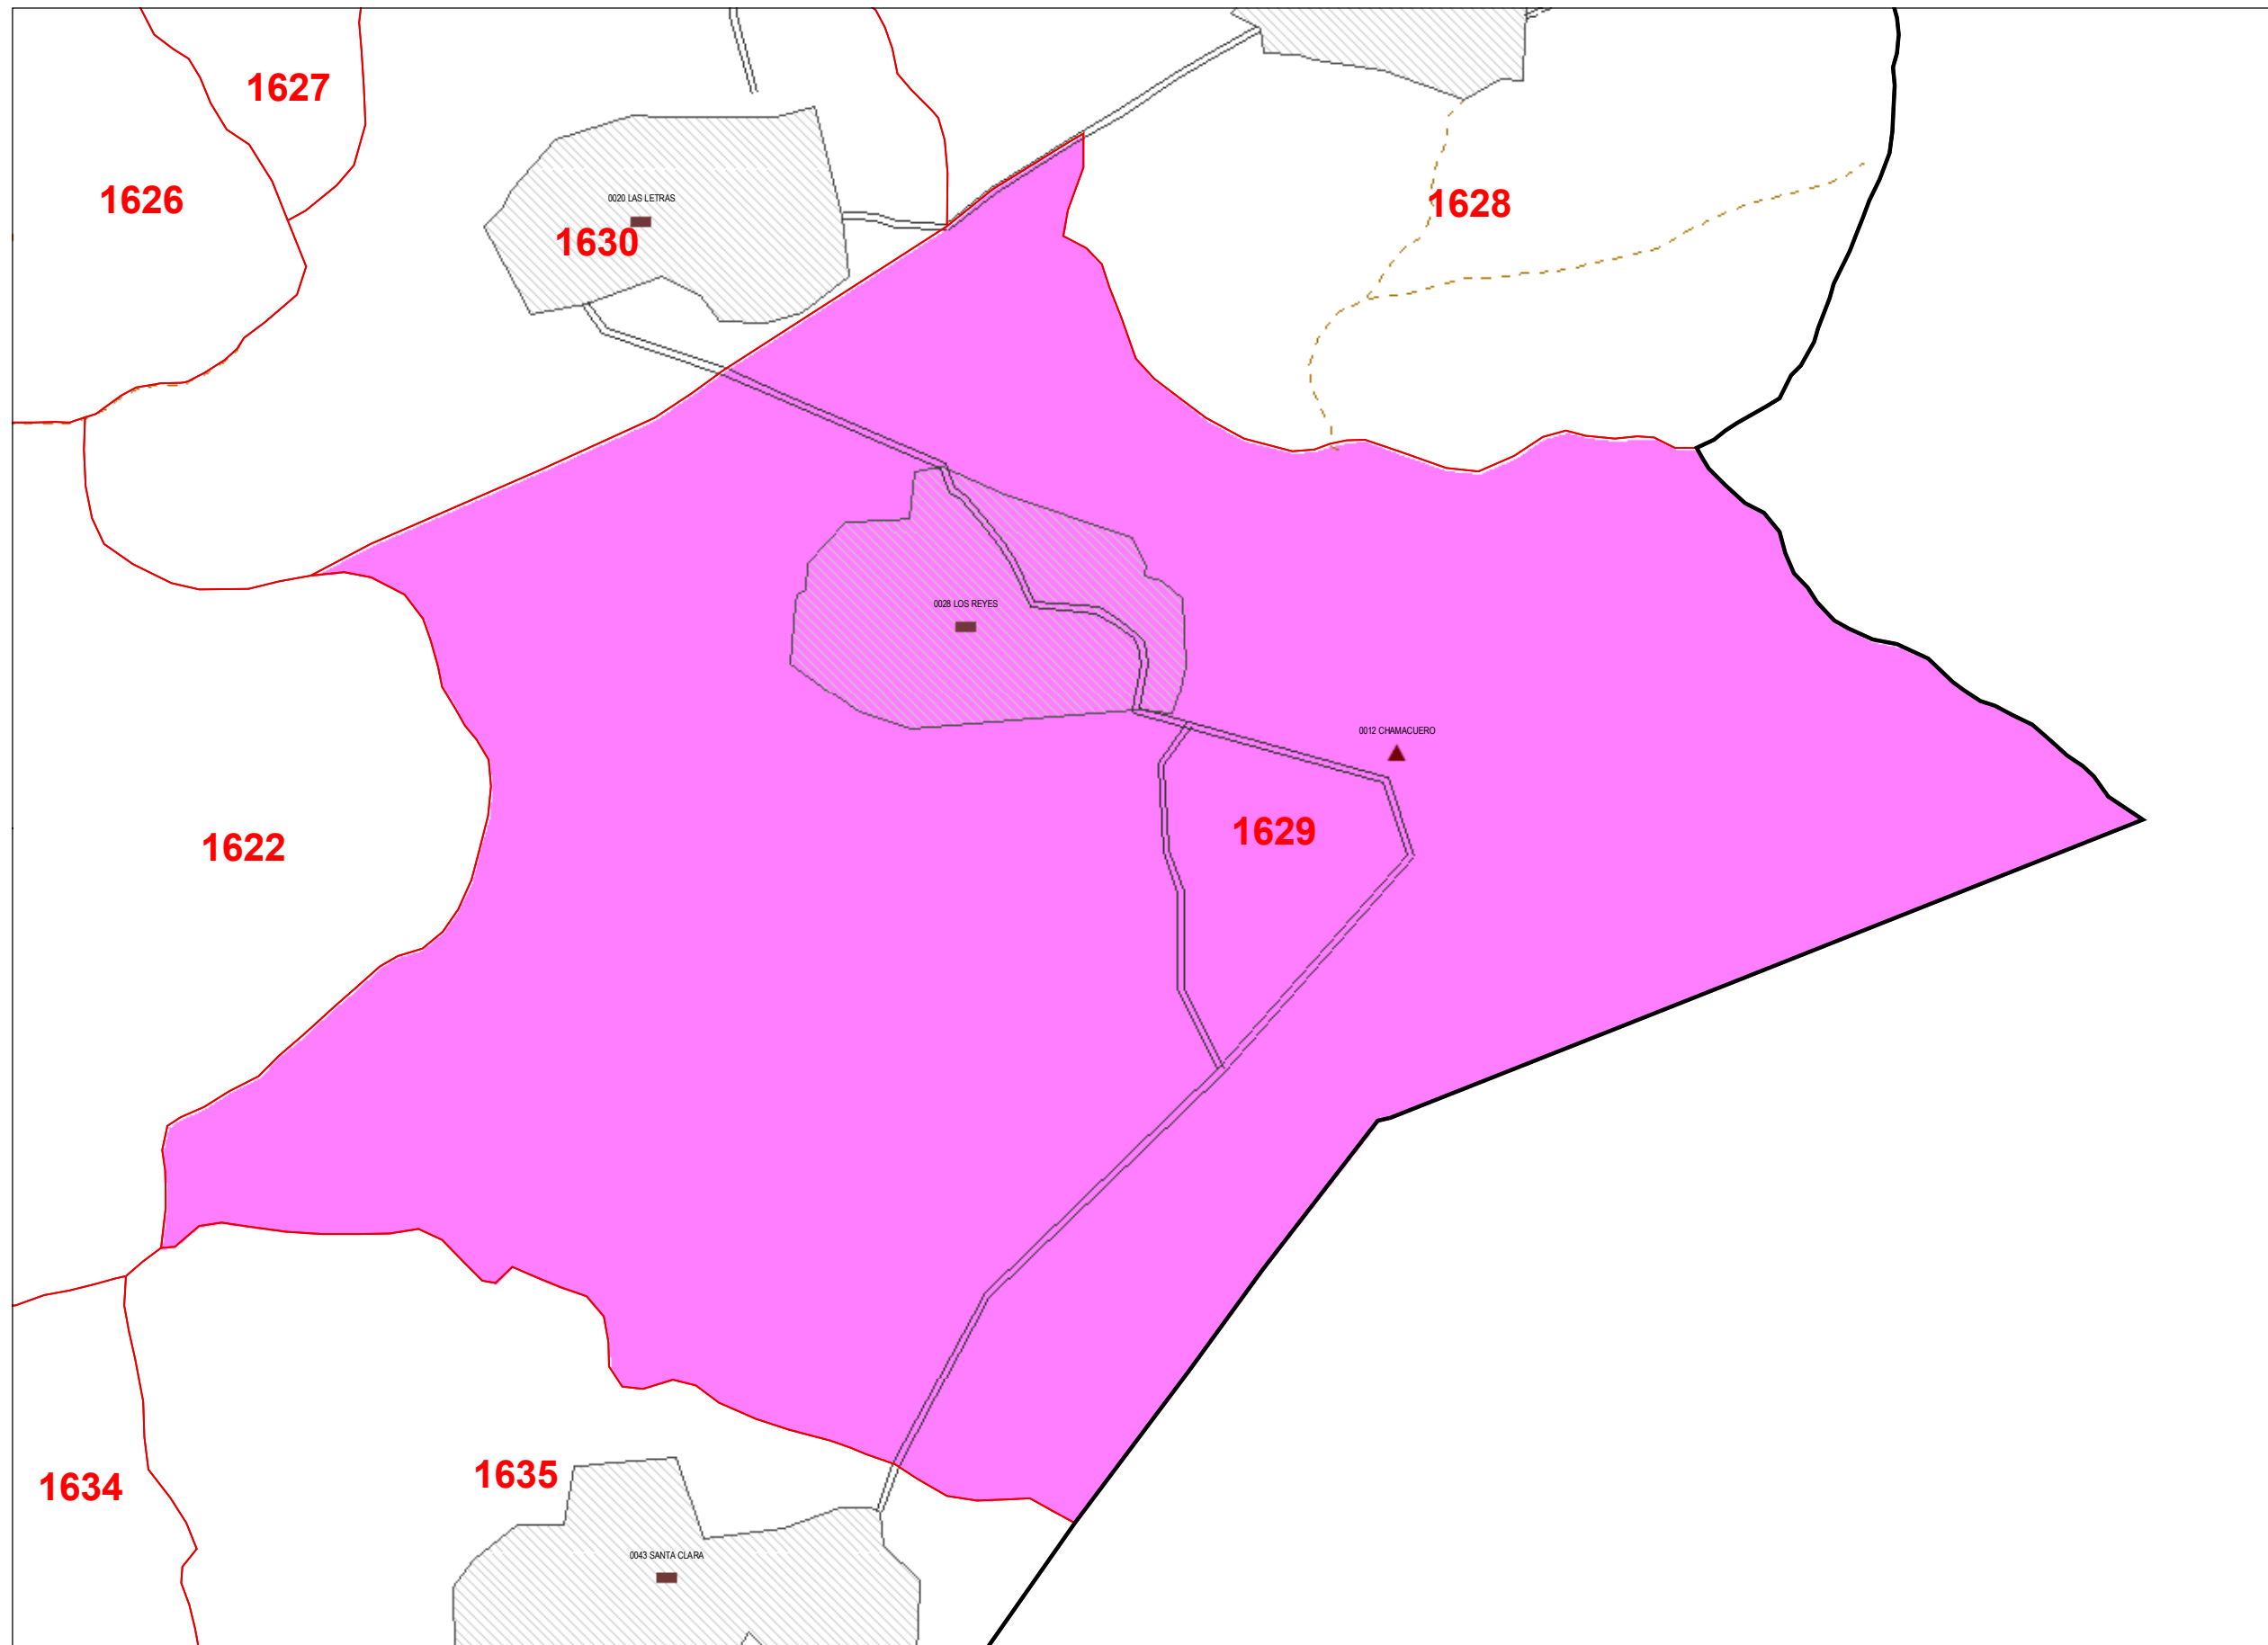 1627
1626
0020 LAS LETRAS
1628
1630
0028 LOS REYES
0012 CHAMACUERO
1629
1622
1635
1634
0043 SANTA CLARA